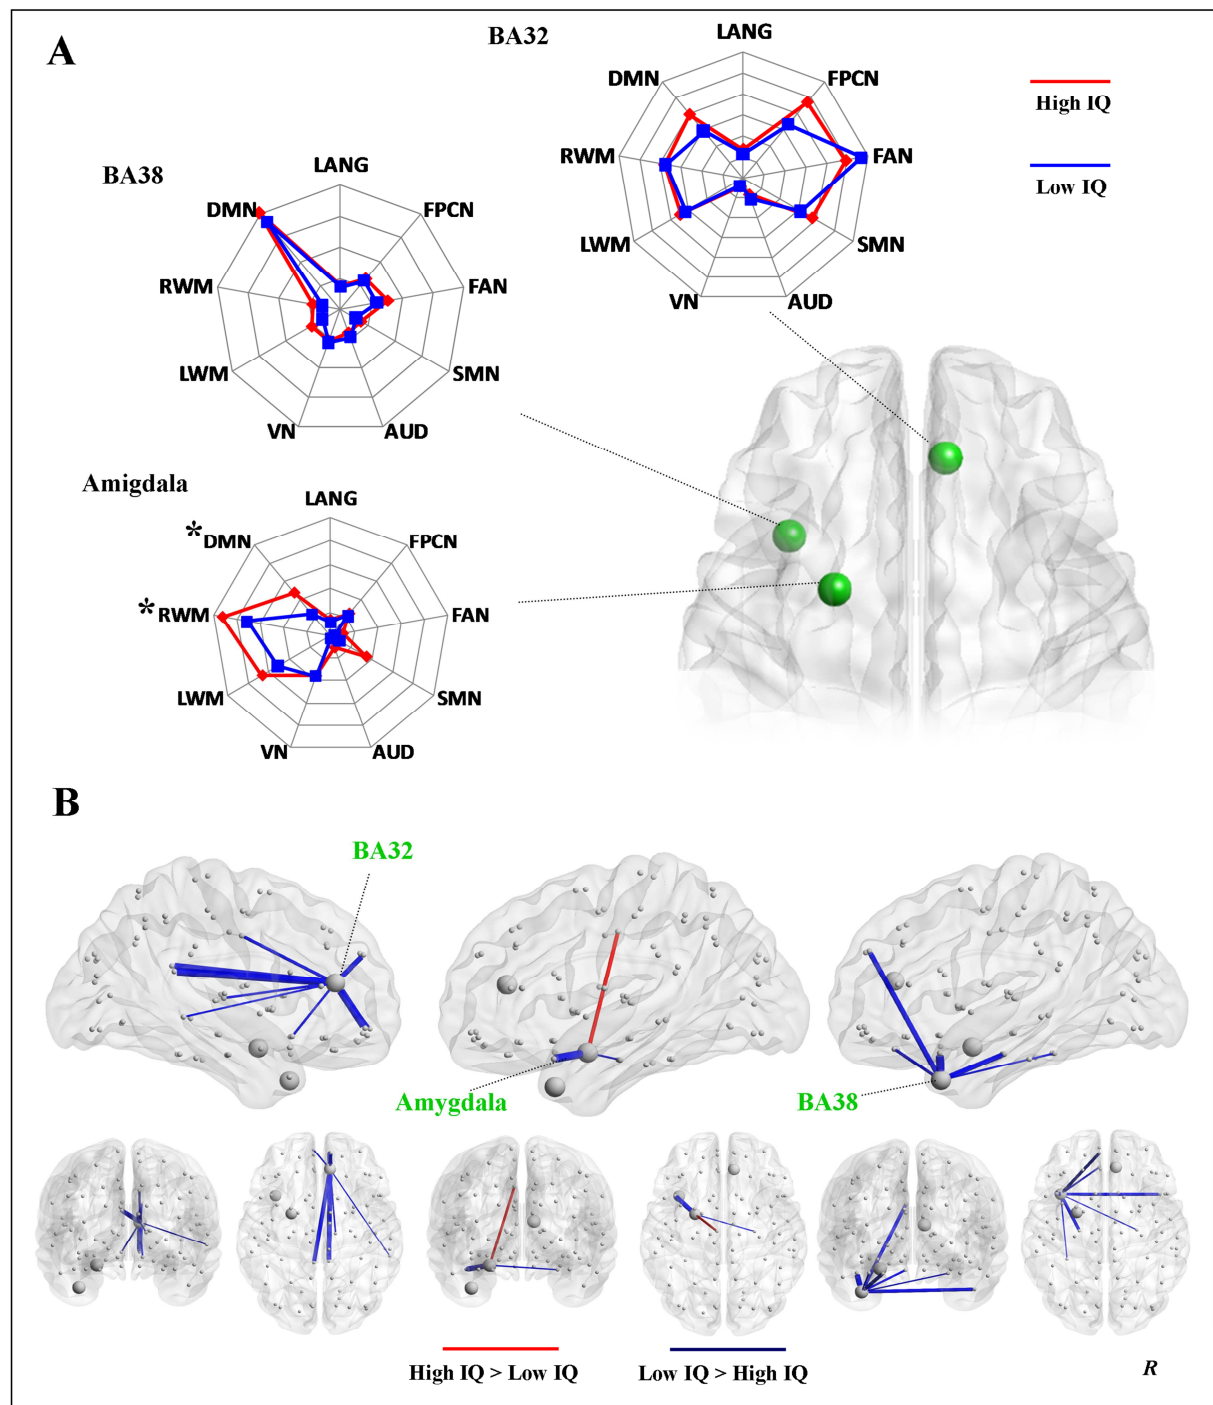 A
BA32
LANG
DMN
FPCN
RWM
FAN
LWM
SMN
VN
AUD
High IQ
Low IQ
BA38
LANG
DMN
FPCN
RWM
FAN
LWM
SMN
VN
AUD
Amigdala
LANG
*DMN
FPCN
*RWM
FAN
LWM
SMN
VN
AUD
B
BA32
Amygdala
BA38
High IQ > Low IQ
Low IQ > High IQ
R